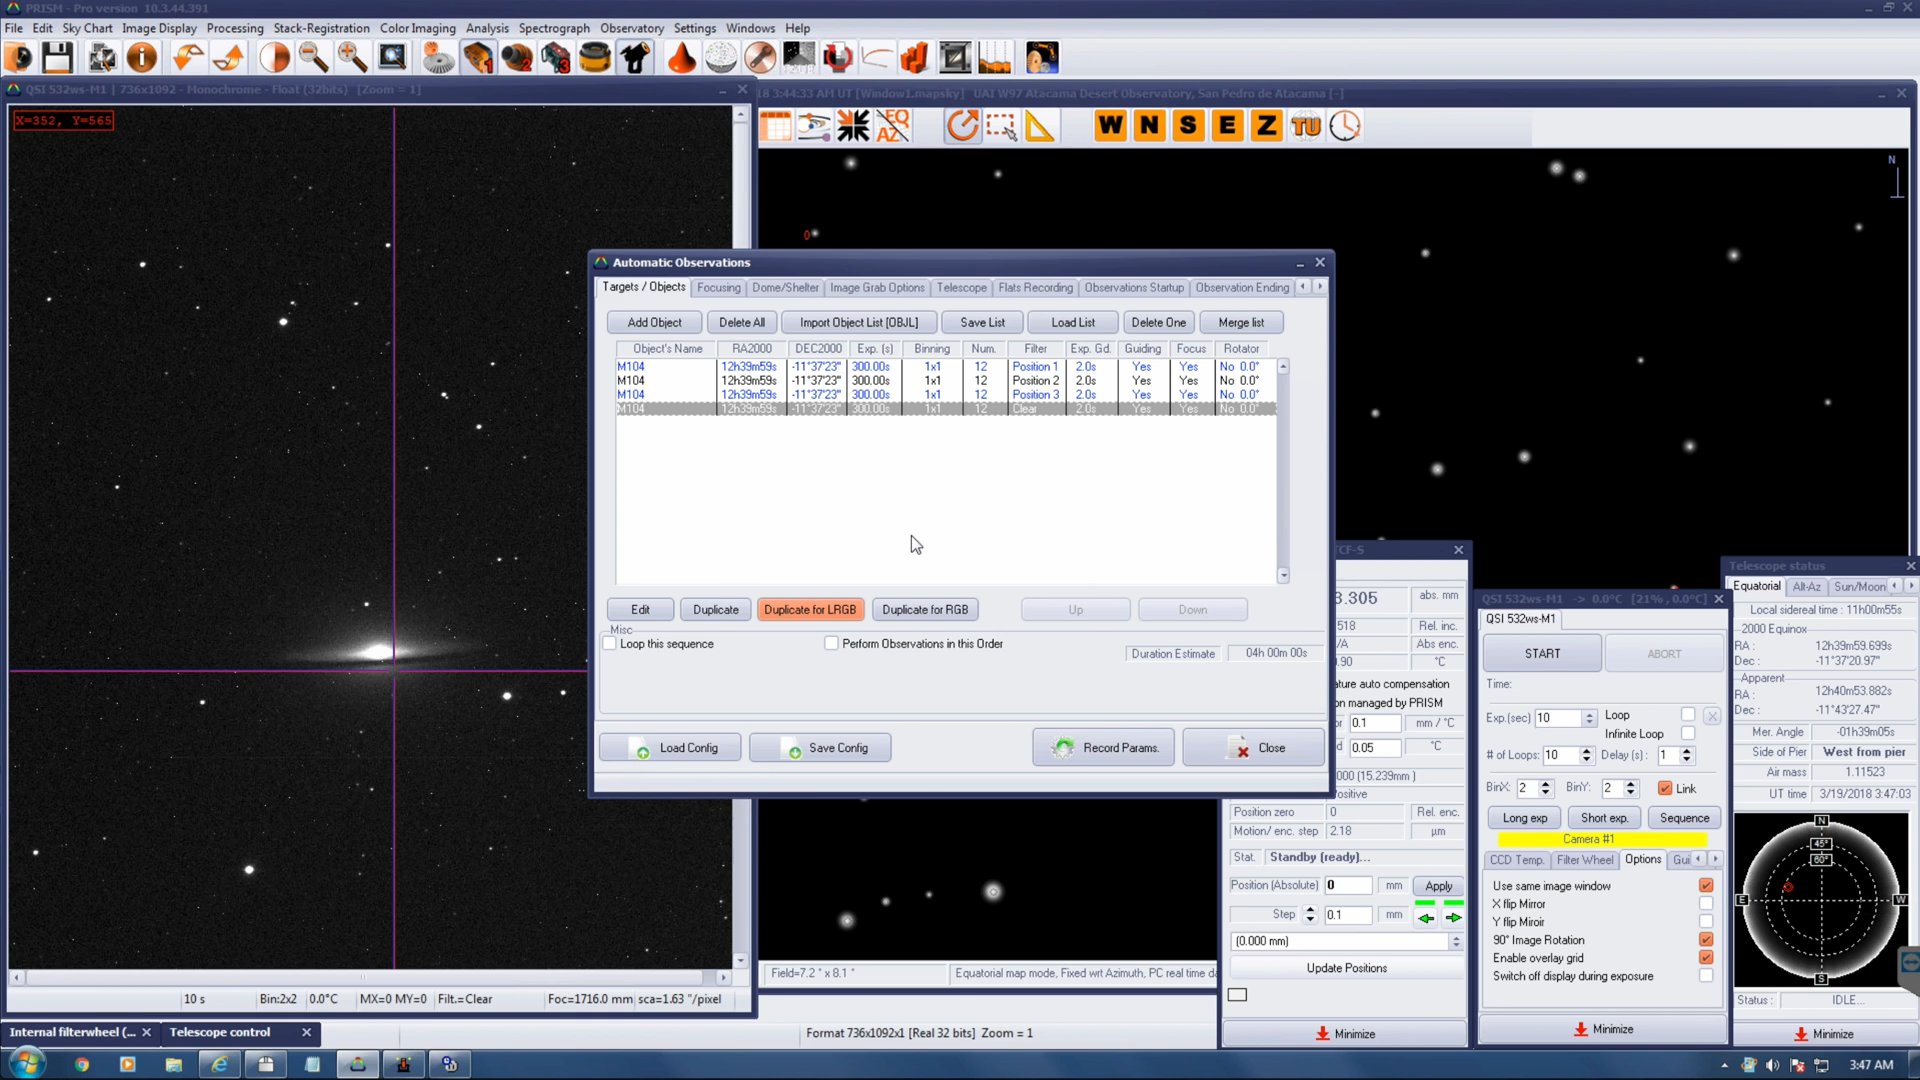 PRISM - Pro version 10.3.44.391
File Edit Sky Chart Image Display Processing Stack-Registration Color Imaging Analysis Spectrograph Observatory Settings Windows Help
QSI 532ws-M1 | 736x1092 - Monochrome - Float (32bits) [Zoom = 1]
X=352, Y=565
18 3:44:33 AM UT [Window1.mapsky] UAI W97 Atacama Desert Observatory, San Pedro de Atacama [-]
EQ AZ W N S E Z TU
N
0
Automatic Observations
Targets / Objects Focusing Dome/Shelter Image Grab Options Telescope Flats Recording Observations Startup Observation Ending
Add Object Delete All Import Object List [OBJL] Save List Load List Delete One Merge list
Object's Name RA2000 DEC2000 Exp. (s) Binning Num. Filter Exp. Gd. Guiding Focus Rotator
M104 12h39m59s -11°37'23" 300.00s 1x1 12 Position 1 2.0s Yes Yes No 0.0°
M104 12h39m59s -11°37'23" 300.00s 1x1 12 Position 2 2.0s Yes Yes No 0.0°
M104 12h39m59s -11°37'23" 300.00s 1x1 12 Position 3 2.0s Yes Yes No 0.0°
M104 12h39m59s -11°37'23" 300.00s 1x1 12 Clear 2.0s Yes Yes No 0.0°
Edit Duplicate Duplicate for LRGB Duplicate for RGB Up Down
Misc
Loop this sequence Perform Observations in this Order Duration Estimate 04h 00m 00s
Load Config Save Config Record Params. Close
TCF-S
3.305 abs. mm
518 Rel. inc.
/A Abs enc.
.90 °C
ature auto compensation
on managed by PRISM
or 0.1 mm / °C
d 0.05 °C
000 (15.239mm )
ositive
Position zero 0 Rel. enc.
Motion/ enc. step 2.18 µm
Stat. Standby (ready)...
Position (Absolute) 0 mm Apply
Step 0.1 mm
(0.000 mm)
Update Positions
Minimize
QSI 532ws-M1 -> 0.0°C [21% ,0.0°C]
QSI 532ws-M1
START ABORT
Time:
Exp.(sec) 10 Loop X
Infinite Loop
# of Loops: 10 Delay (s) : 1
BinX: 2 BinY: 2 Link
Long exp Short exp. Sequence
Camera #1
CCD Temp. Filter Wheel Options Gui
Use same image window
X flip Mirror
Y flip Miroir
90° Image Rotation
Enable overlay grid
Switch off display during exposure
Minimize
Telescope status
Equatorial Alt-Az Sun/Moon
Local sidereal time : 11h00m55s
2000 Equinox
RA : 12h39m59.699s
Dec : -11°37'20.97"
Apparent
RA : 12h40m53.882s
Dec : -11°43'27.47"
Mer. Angle -01h39m05s
Side of Pier West from pier
Air mass 1.11523
UT time 3/19/2018 3:47:03
N
45°
60°
E W
S
Status : IDLE...
Minimize
Field=7.2 ° x 8.1 ° Equatorial map mode, Fixed wrt Azimuth, PC real time da
10 s Bin:2x2 0.0°C MX=0 MY=0 Filt.=Clear Foc=1716.0 mm sca=1.63 "/pixel
Internal filterwheel (... Telescope control Format 736x1092x1 [Real 32 bits] Zoom = 1
3:47 AM